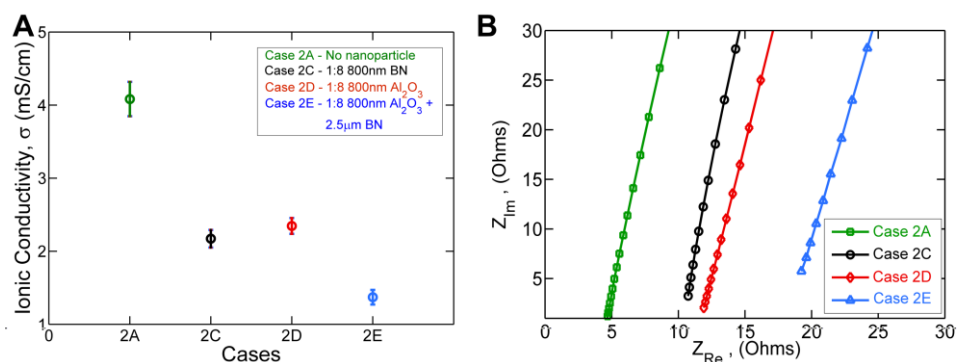 A
Ionic Conductivity, σ (mS/cm)
5
4
3
2
1
0
2A
2C
2D
2E
Cases
Case 2A - No nanoparticle
Case 2C - 1:8 800nm BN
Case 2D - 1:8 800nm Al₂O₃
Case 2E - 1:8 800nm Al₂O₃ +
2.5μm BN
B
Z_Im , (Ohms)
30
25
20
15
10
5
0
5
10
15
20
25
30
Z_Re , (Ohms)
Case 2A
Case 2C
Case 2D
Case 2E